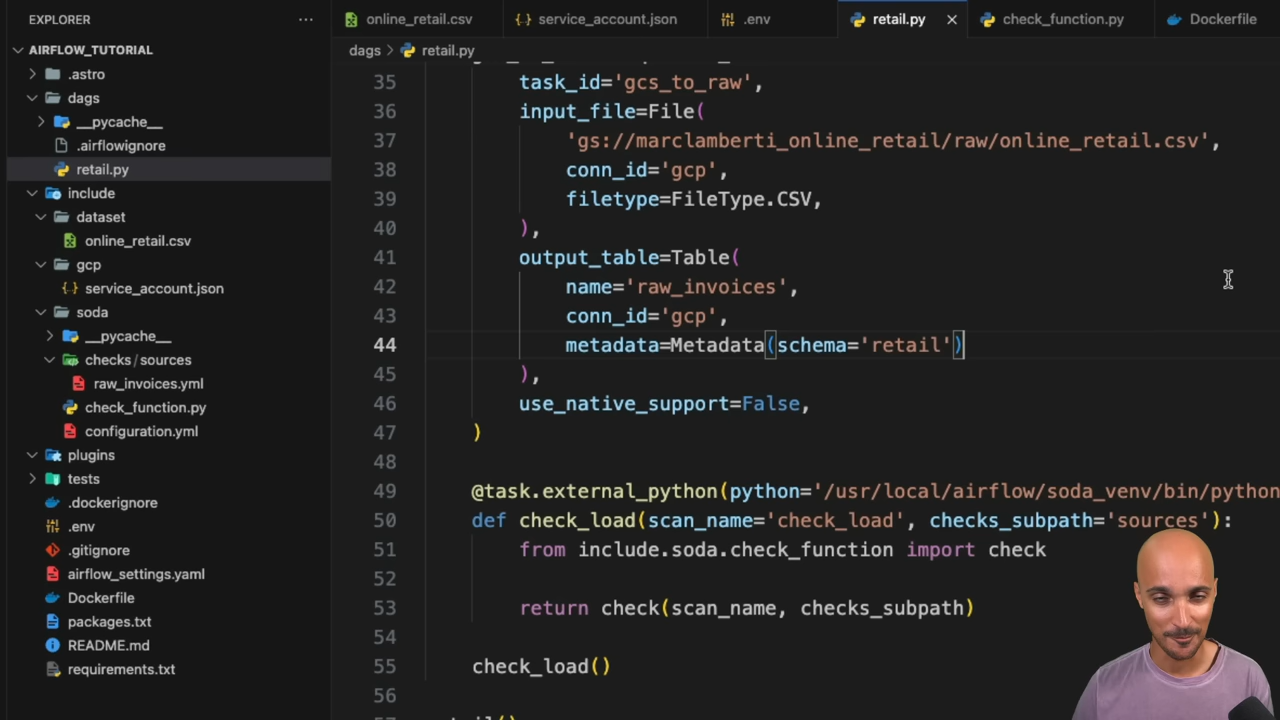 EXPLORER
AIRFLOW_TUTORIAL
.astro
dags
__pycache__
.airflowignore
retail.py
include
dataset
online_retail.csv
gcp
service_account.json
soda
__pycache__
checks/sources
raw_invoices.yml
check_function.py
configuration.yml
plugins
tests
.dockerignore
.env
.gitignore
airflow_settings.yaml
Dockerfile
packages.txt
README.md
requirements.txt
online_retail.csv
service_account.json
.env
retail.py
check_function.py
Dockerfile
dags > retail.py
35 task_id='gcs_to_raw',
36 input_file=File(
37 'gs://marclamberti_online_retail/raw/online_retail.csv',
38 conn_id='gcp',
39 filetype=FileType.CSV,
40 ),
41 output_table=Table(
42 name='raw_invoices',
43 conn_id='gcp',
44 metadata=Metadata(schema='retail')
45 ),
46 use_native_support=False,
47 )
48
49 @task.external_python(python='/usr/local/airflow/soda_venv/bin/python
50 def check_load(scan_name='check_load', checks_subpath='sources'):
51 from include.soda.check_function import check
52
53 return check(scan_name, checks_subpath)
54
55 check_load()
56